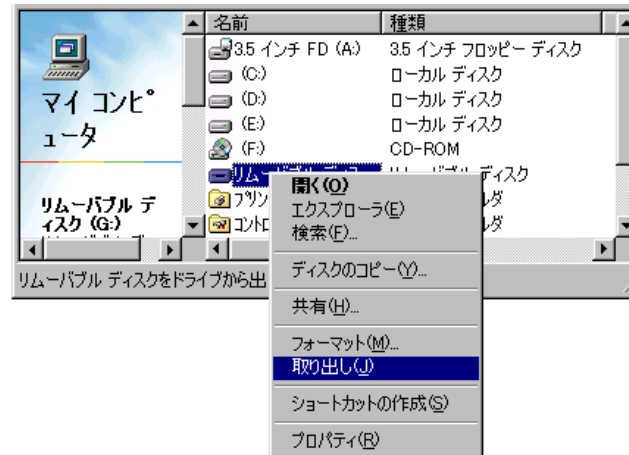 名前 種類
3.5 インチ FD (A:) 3.5 インチ フロッピー ディスク
(C:) ローカル ディスク
(D:) ローカル ディスク
(E:) ローカル ディスク
(F:) CD-ROM
マイ コンピ
ュータ
リムーバブル デ
ィスク (G:)
リムーバブルディスクをドライブから出
開く(O)
エクスプローラ(E)
検索(F)...
ディスクのコピー(Y)...
共有(H)...
フォーマット(M)...
取り出し(J)
ショートカットの作成(S)
プロパティ(R)